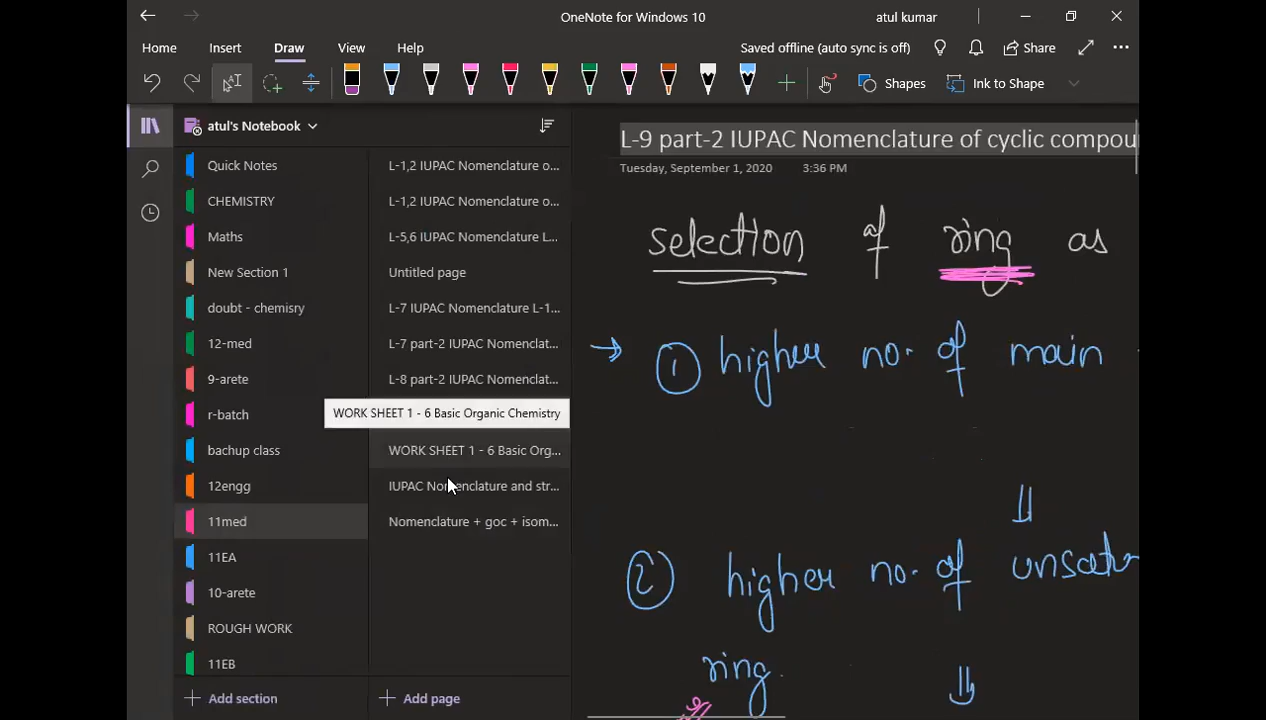 OneNote for Windows 10
atul kumar
Home
Insert
Draw
View
Help
Saved offline (auto sync is off)
Share
Shapes
Ink to Shape
atul's Notebook
Quick Notes
CHEMISTRY
Maths
New Section 1
doubt - chemisry
12-med
9-arete
r-batch
bachup class
12engg
11med
11EA
10-arete
ROUGH WORK
11EB
Add section
L-1,2 IUPAC Nomenclature o...
L-1,2 IUPAC Nomenclature o...
L-5,6 IUPAC Nomenclature L...
Untitled page
L-7 IUPAC Nomenclature L-1...
L-7 part-2 IUPAC Nomenclat...
L-8 part-2 IUPAC Nomenclat...
WORK SHEET 1 - 6 Basic Organic Chemistry
WORK SHEET 1 - 6 Basic Org...
IUPAC Nomenclature and str...
Nomenclature + goc + isom...
Add page
L-9 part-2 IUPAC Nomenclature of cyclic compou
Tuesday, September 1, 2020 3:36 PM
selection of ring as
→ ① higher no. of main
⇓
② higher no. of unsatu
ring.
⇓